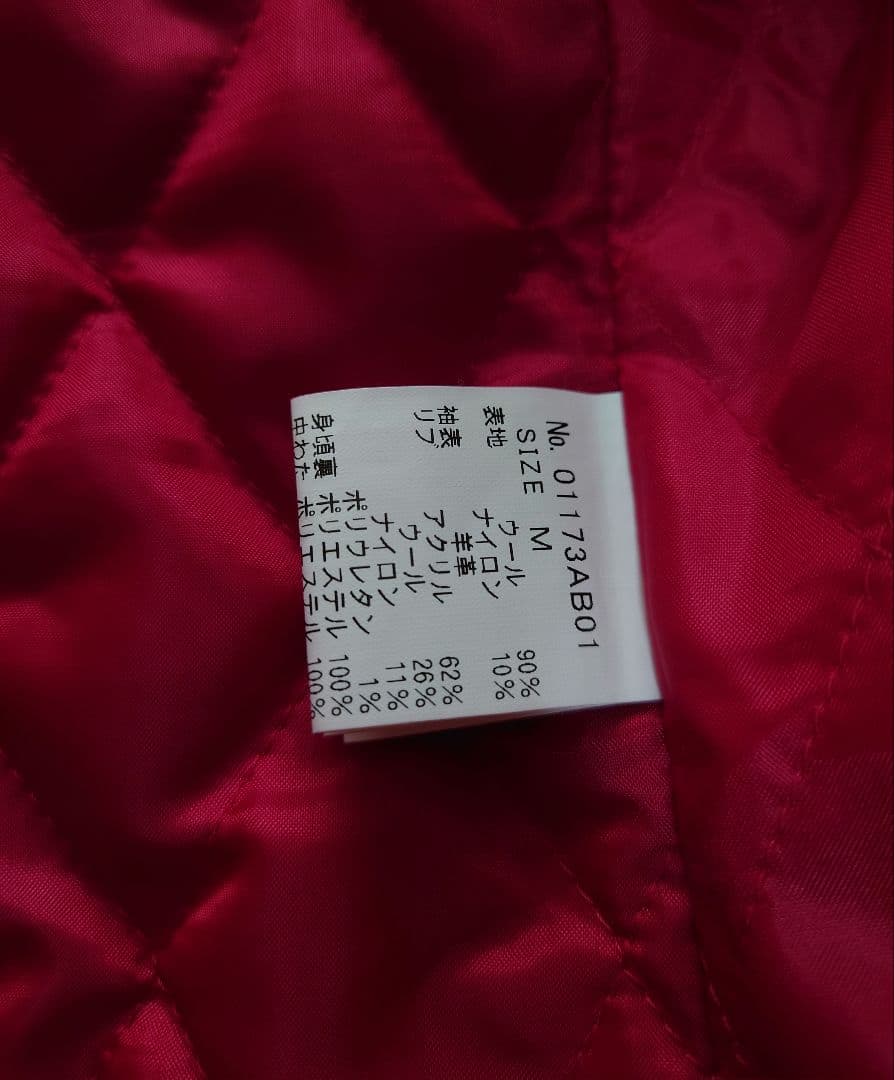 No. 01173AB01
SIZE M
表地 ウール 90%
ナイロン 10%
袖表 羊革
リブ アクリル 62%
ウール 26%
ナイロン 11%
ポリウレタン 1%
身頃裏 ポリエステル 100%
中わた ポリエステル 100%